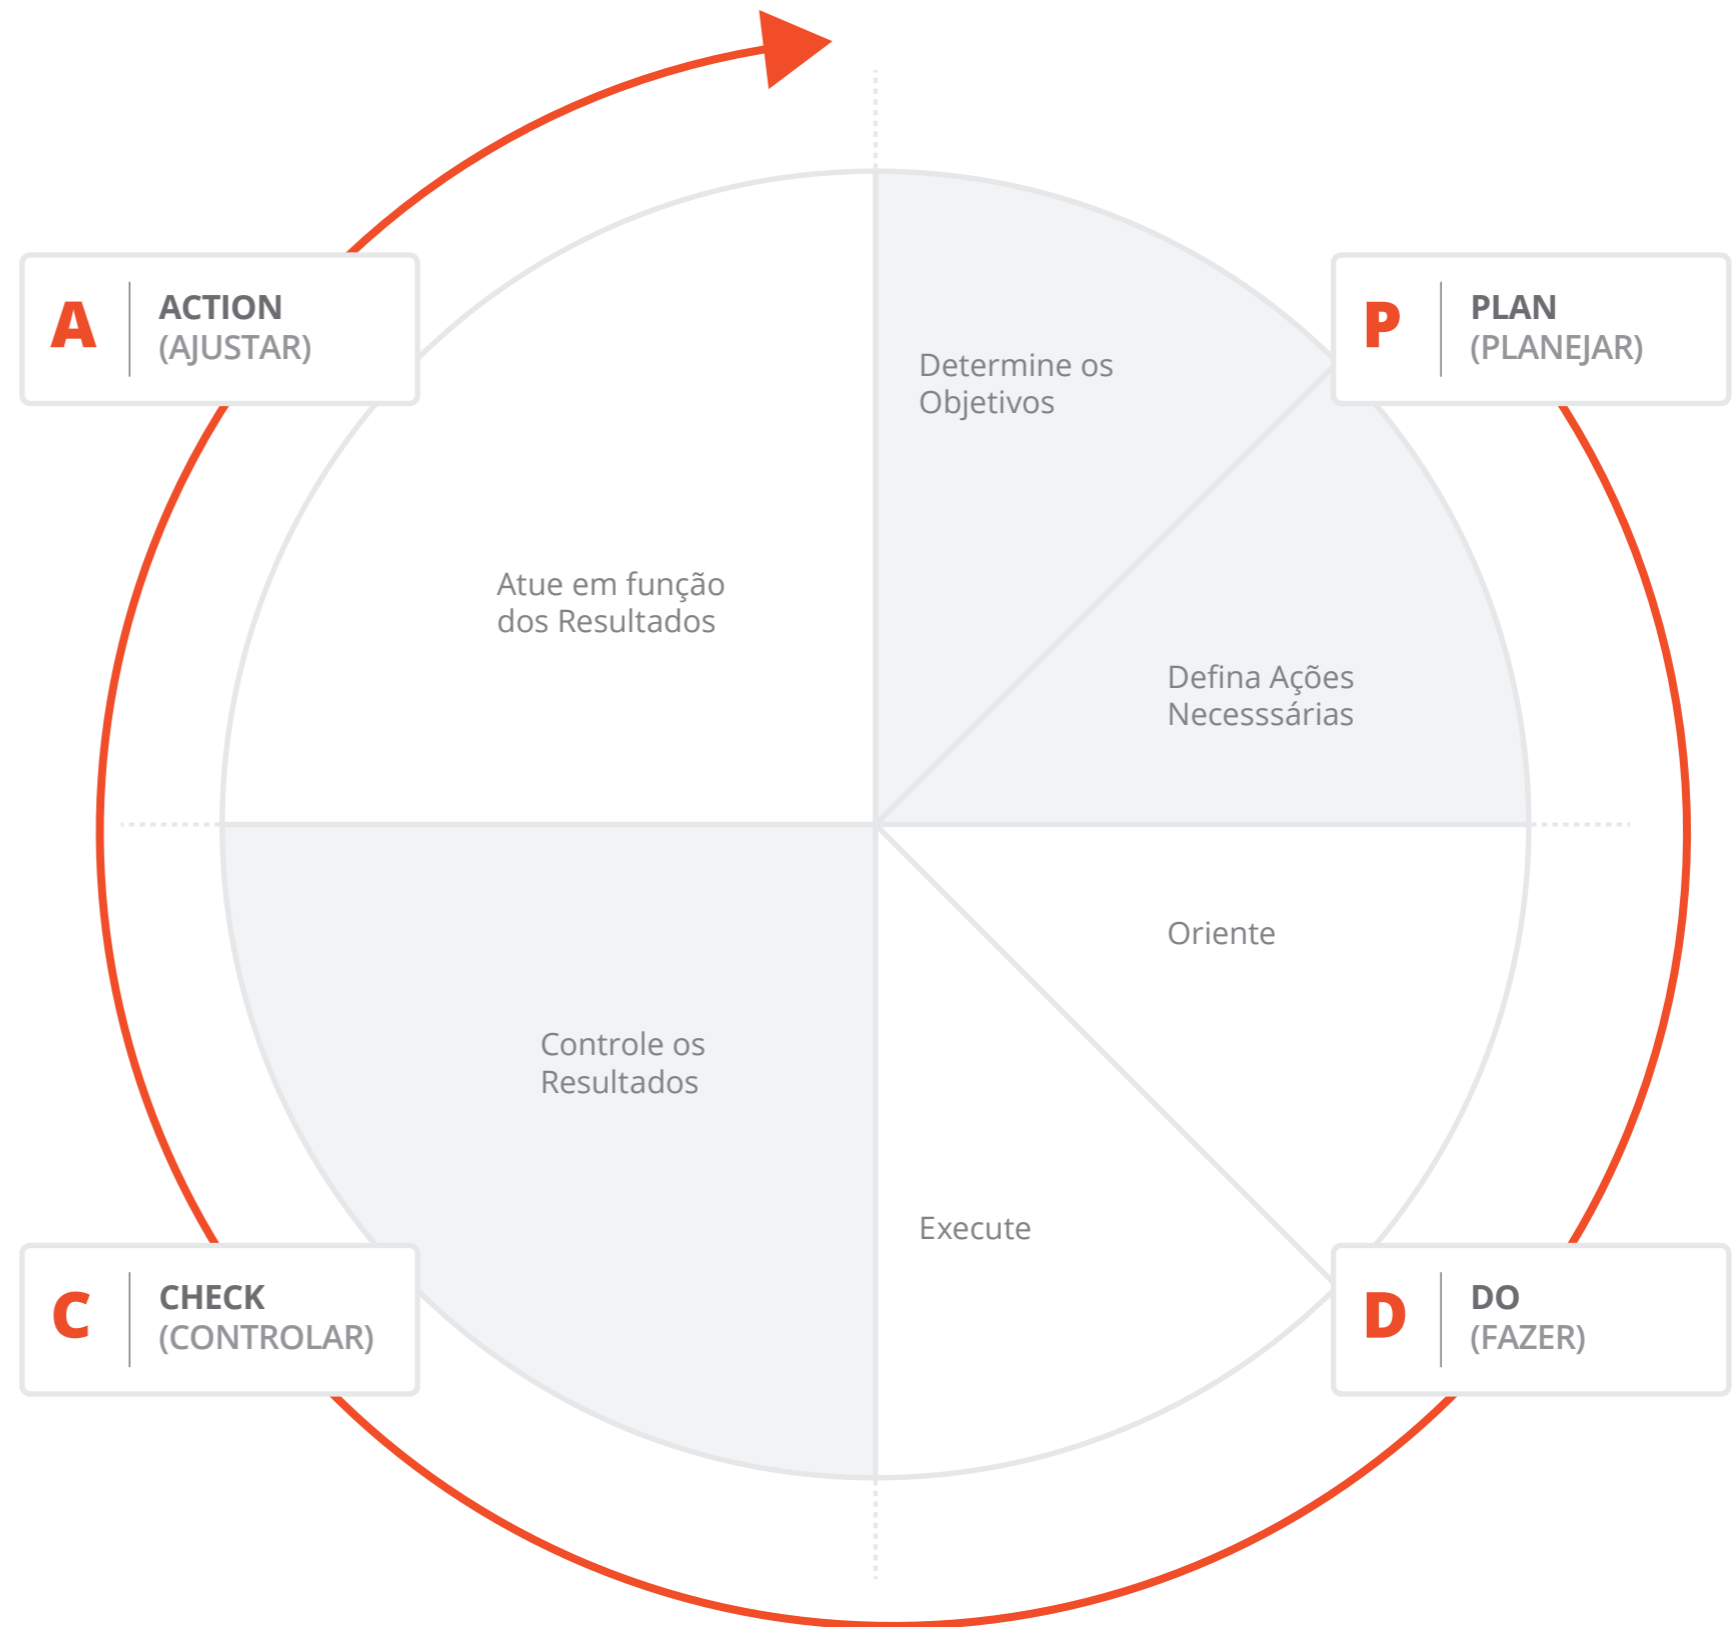 A
ACTION
(AJUSTAR)
P
PLAN
(PLANEJAR)
Determine os
Objetivos
Atue em função
dos Resultados
Defina Ações
Necesssárias
Oriente
Controle os
Resultados
Execute
C
CHECK
(CONTROLAR)
D
DO
(FAZER)